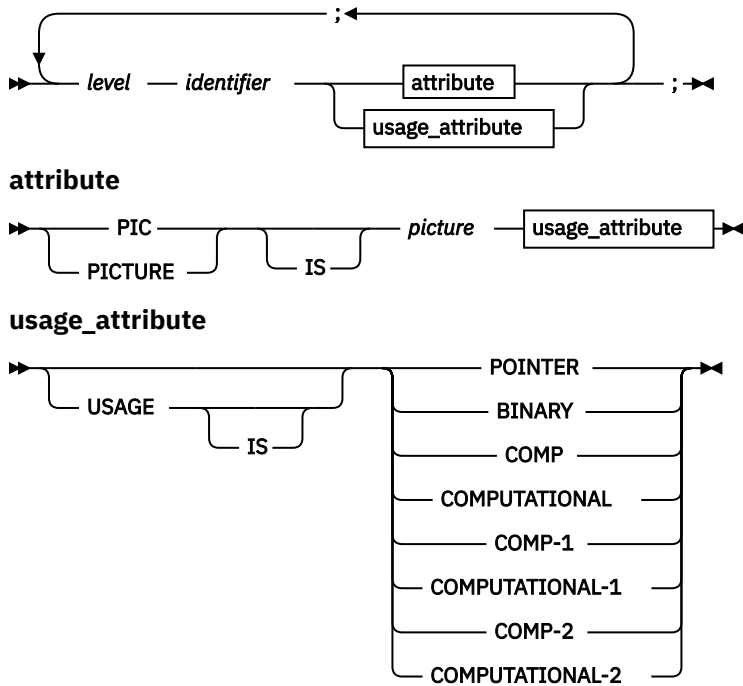 ;
level identifier attribute ;
usage_attribute
attribute
PIC IS picture usage_attribute
PICTURE
usage_attribute
POINTER
USAGE IS BINARY
COMP
COMPUTATIONAL
COMP-1
COMPUTATIONAL-1
COMP-2
COMPUTATIONAL-2